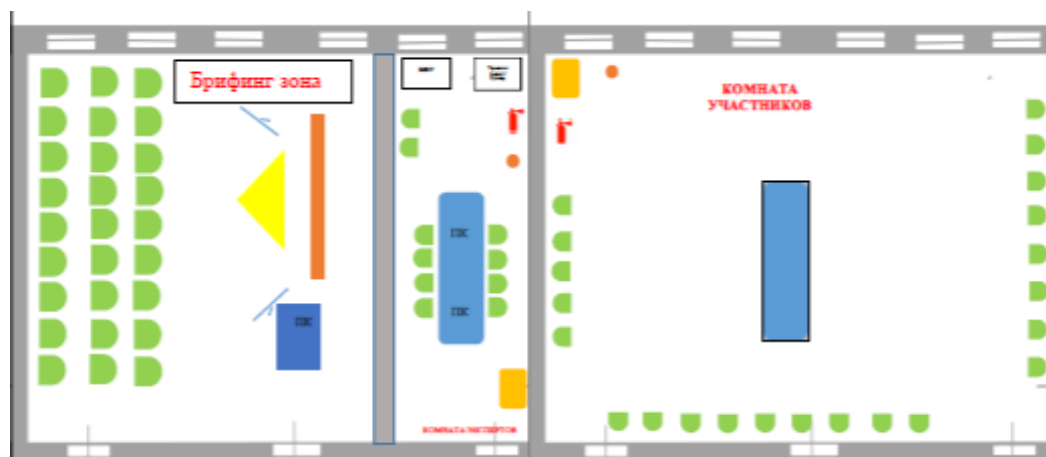 Брифинг зона
КОМНАТА
УЧАСТНИКОВ
ПК
ПК
ПК
КОМНАТА ЭКСПЕРТОВ